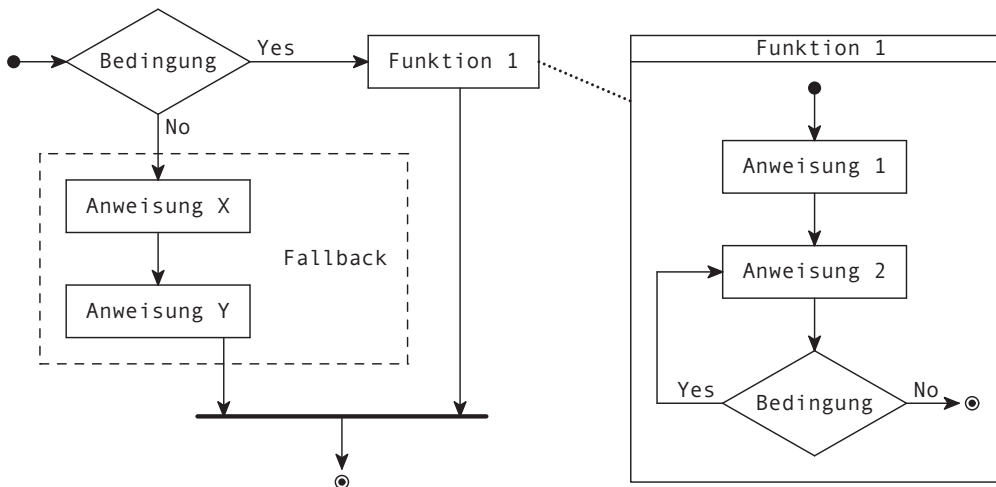 Bedingung
Yes
Funktion 1
No
Anweisung X
Fallback
Anweisung Y
Funktion 1
Anweisung 1
Anweisung 2
Yes
Bedingung
No